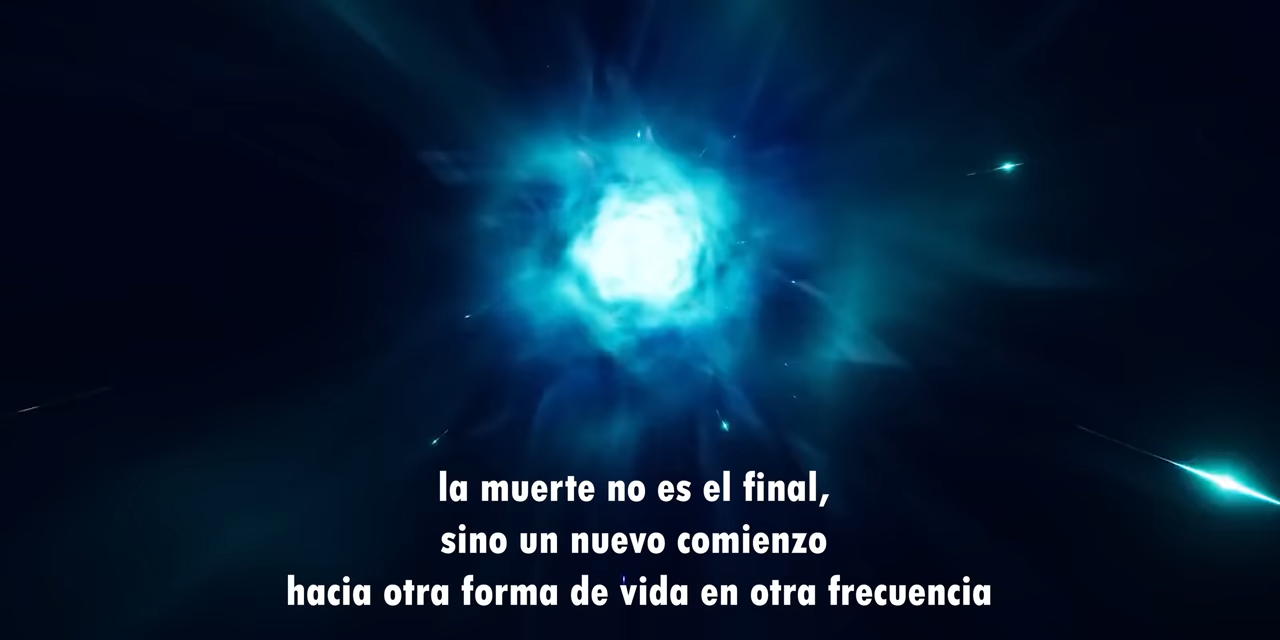 la muerte no es el final,
sino un nuevo comienzo
hacia otra forma de vida en otra frecuencia